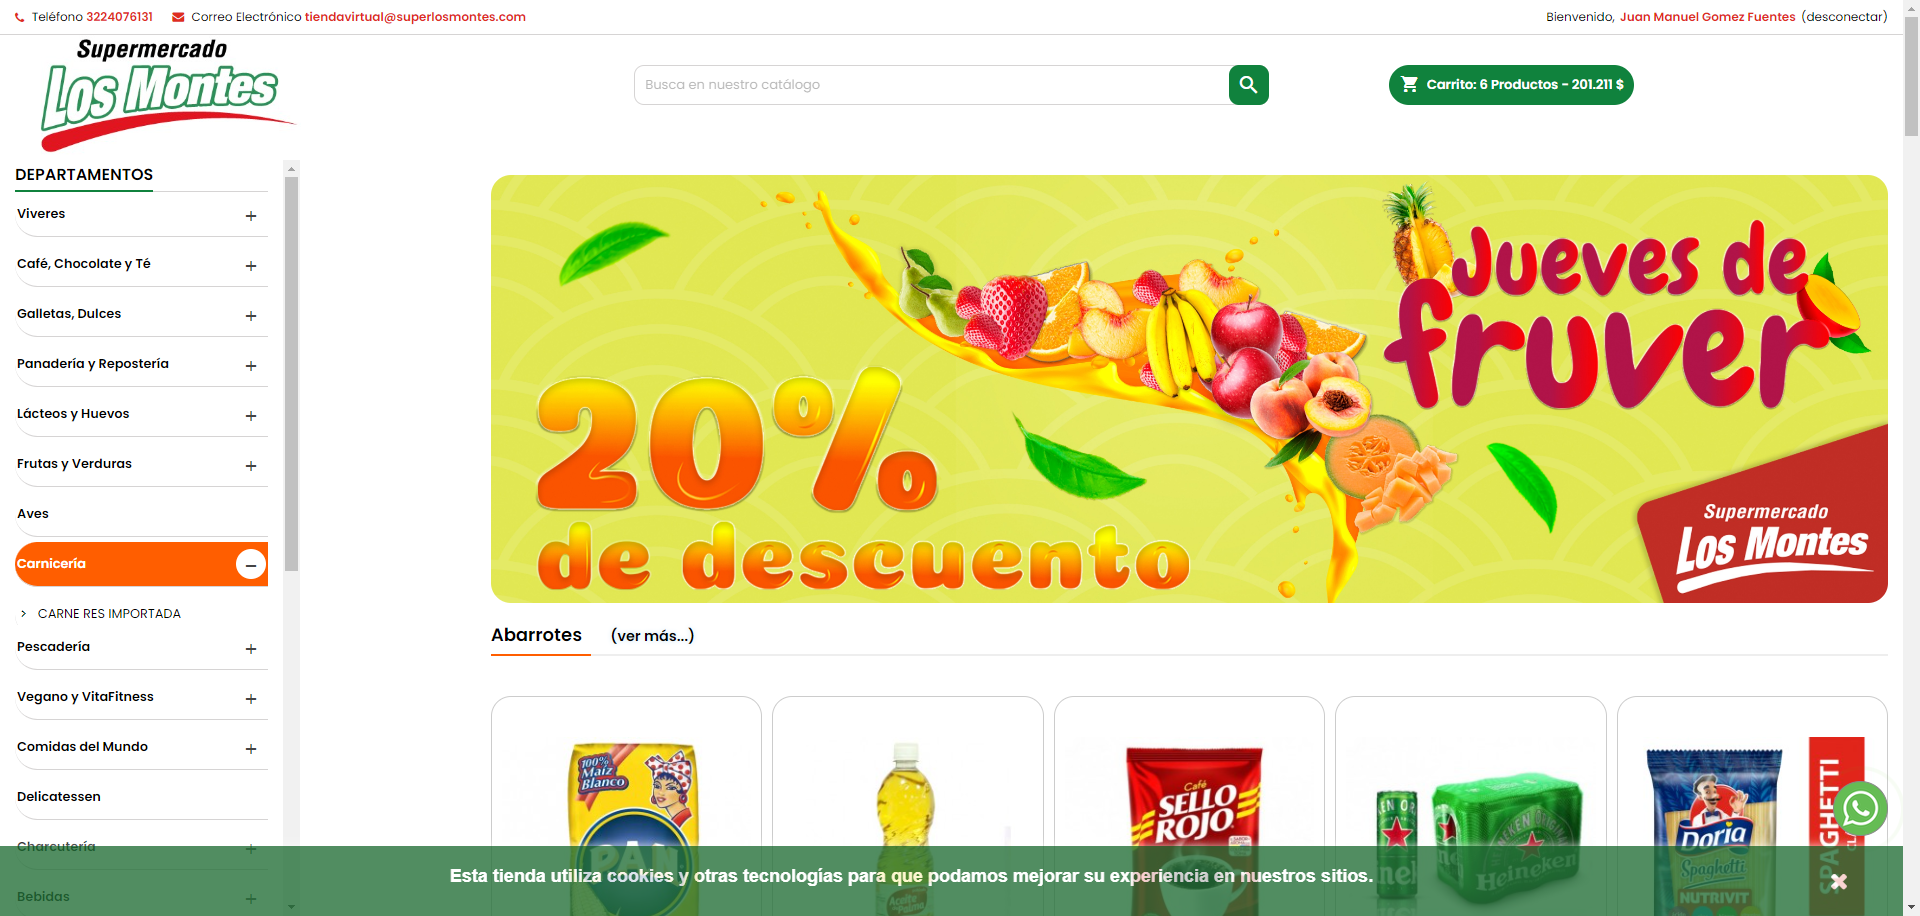 Teléfono 3224076131
Correo Electrónico tiendavirtual@superlosmontes.com
Bienvenido, Juan Manuel Gomez Fuentes (desconectar)
Supermercado
Los Montes
Busca en nuestro catálogo
Carrito: 6 Productos - 201.211 $
DEPARTAMENTOS
Viveres
Café, Chocolate y Té
Galletas, Dulces
Panadería y Repostería
Lácteos y Huevos
Frutas y Verduras
Aves
Carnicería
CARNE RES IMPORTADA
Pescadería
Vegano y VitaFitness
Comidas del Mundo
Delicatessen
Charcutería
Bebidas
Jueves de
fruver
20%
de descuento
Supermercado
Los Montes
Abarrotes (ver más...)
100%
Maíz
Blanco
PAN
Aceite de Palma
Café
SELLO
ROJO
Heineken
Doria
Spaghetti
NUTRIVIT
SPAGHETTI
Esta tienda utiliza cookies y otras tecnologías para que podamos mejorar su experiencia en nuestros sitios.